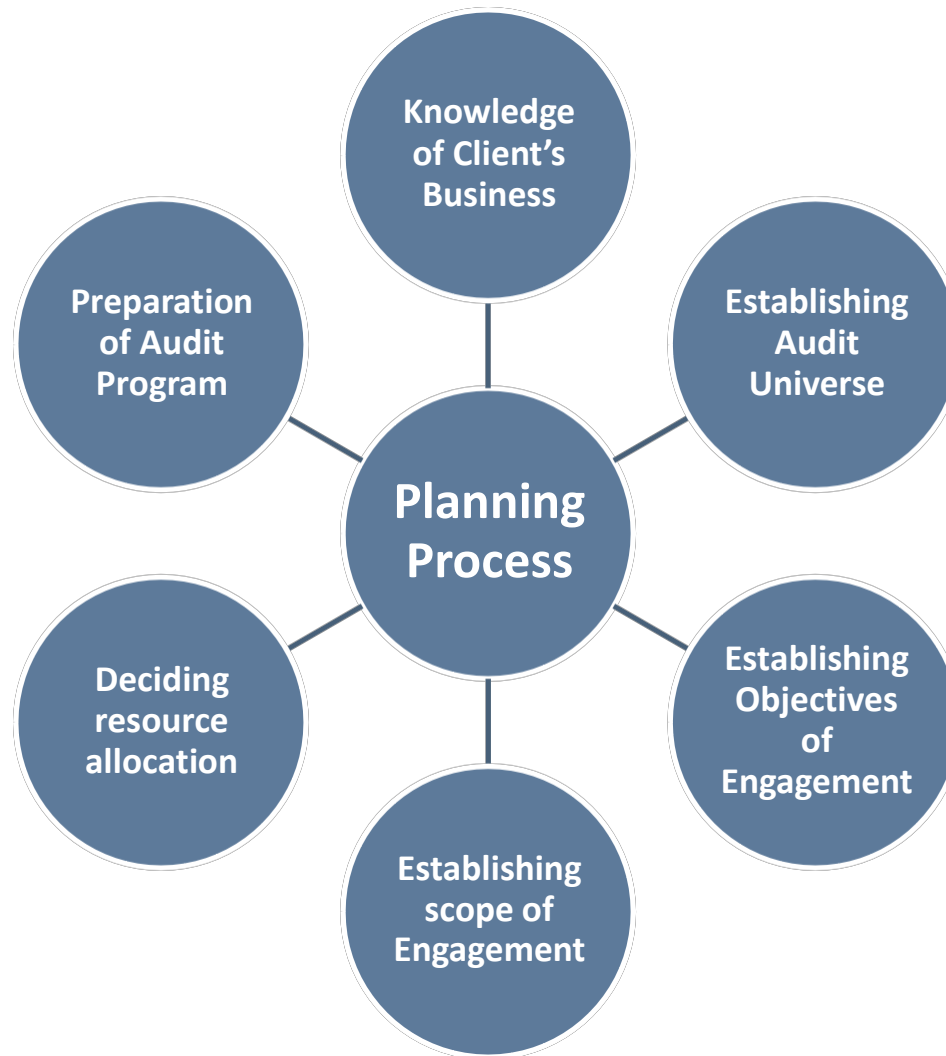 Knowledge
of Client’s
Business
Establishing
Audit
Universe
Establishing
Objectives
of
Engagement
Establishing
scope of
Engagement
Deciding
resource
allocation
Preparation
of Audit
Program
Planning
Process